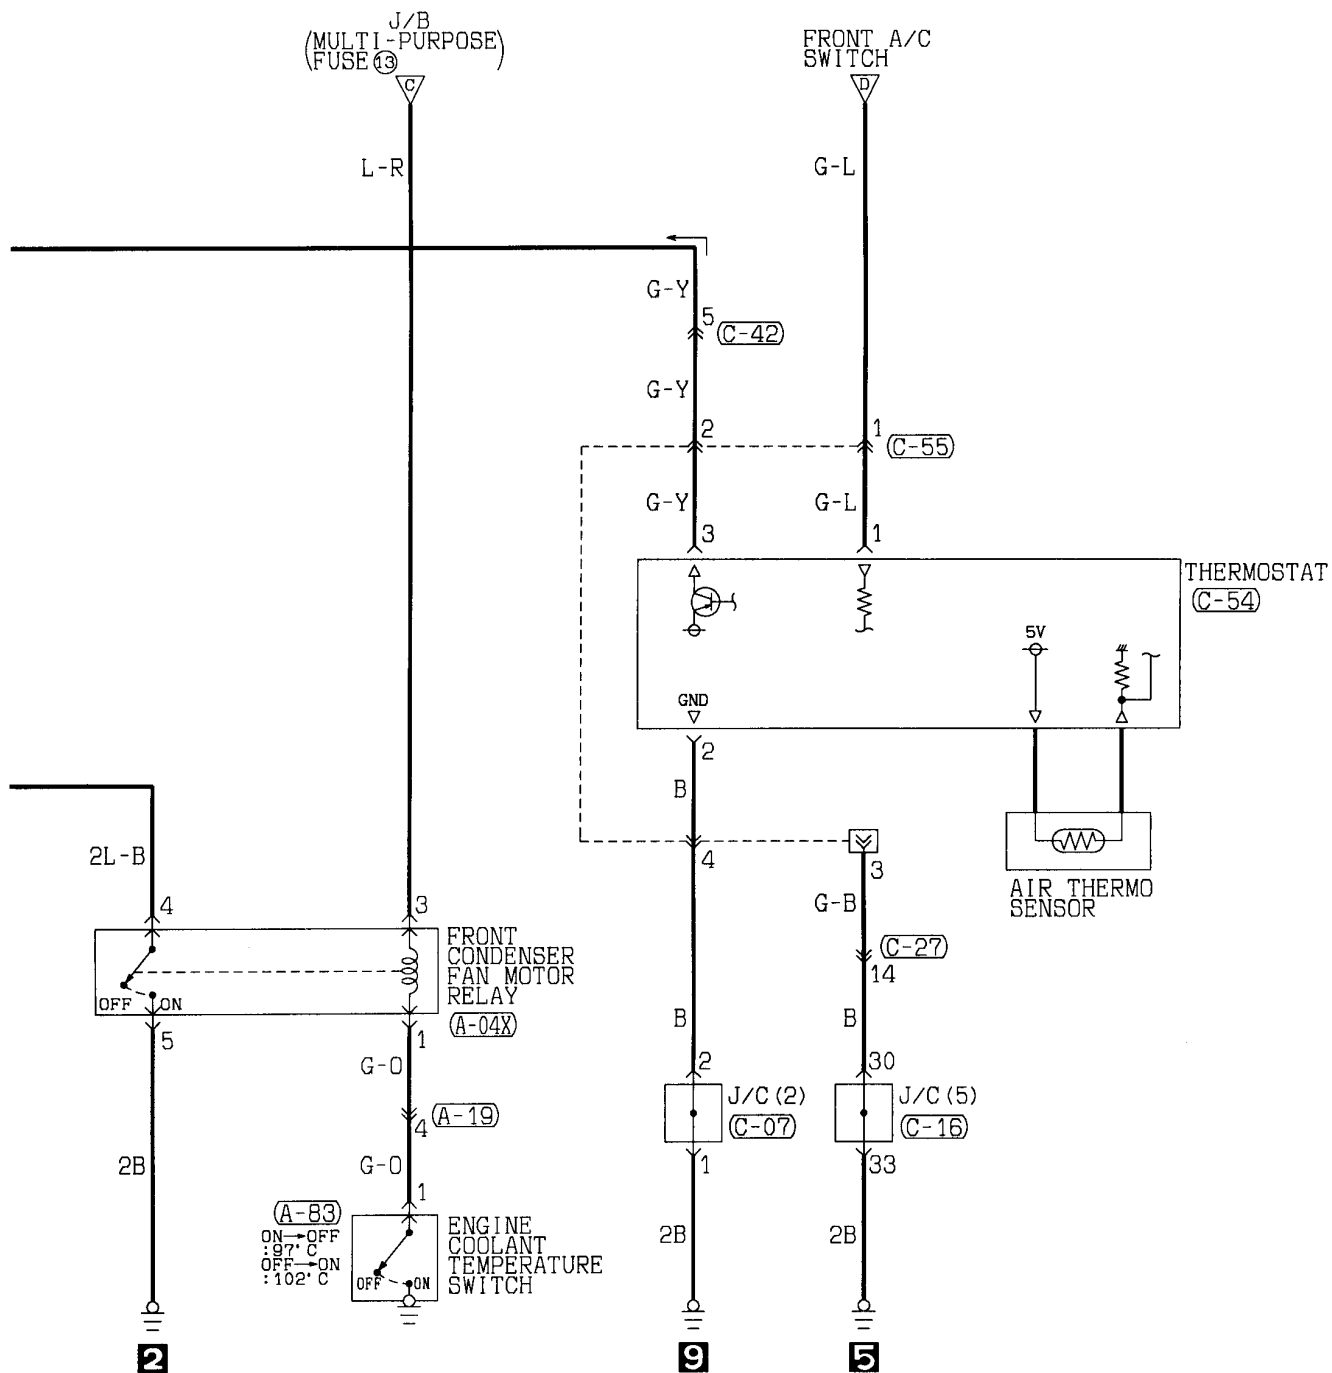 J/B
(MULTI-PURPOSE)
(FUSE 13)
C
FRONT A/C
SWITCH
D
L-R
G-L
G-Y
5
C-42
G-Y
2
1
C-55
G-Y
G-L
3
1
THERMOSTAT
C-54
5V
GND
2
B
2L-B
4
3
AIR THERMO
SENSOR
G-B
4
3
FRONT
CONDENSER
FAN MOTOR
RELAY
A-04X
OFF
ON
C-27
14
5
1
B
B
G-O
2
30
J/C (2)
C-07
J/C (5)
C-16
A-19
4
2B
G-O
1
33
1
A-83
ON→OFF
:97°C
OFF→ON
:102°C
OFF
ON
ENGINE
COOLANT
TEMPERATURE
SWITCH
2B
2B
2
9
5